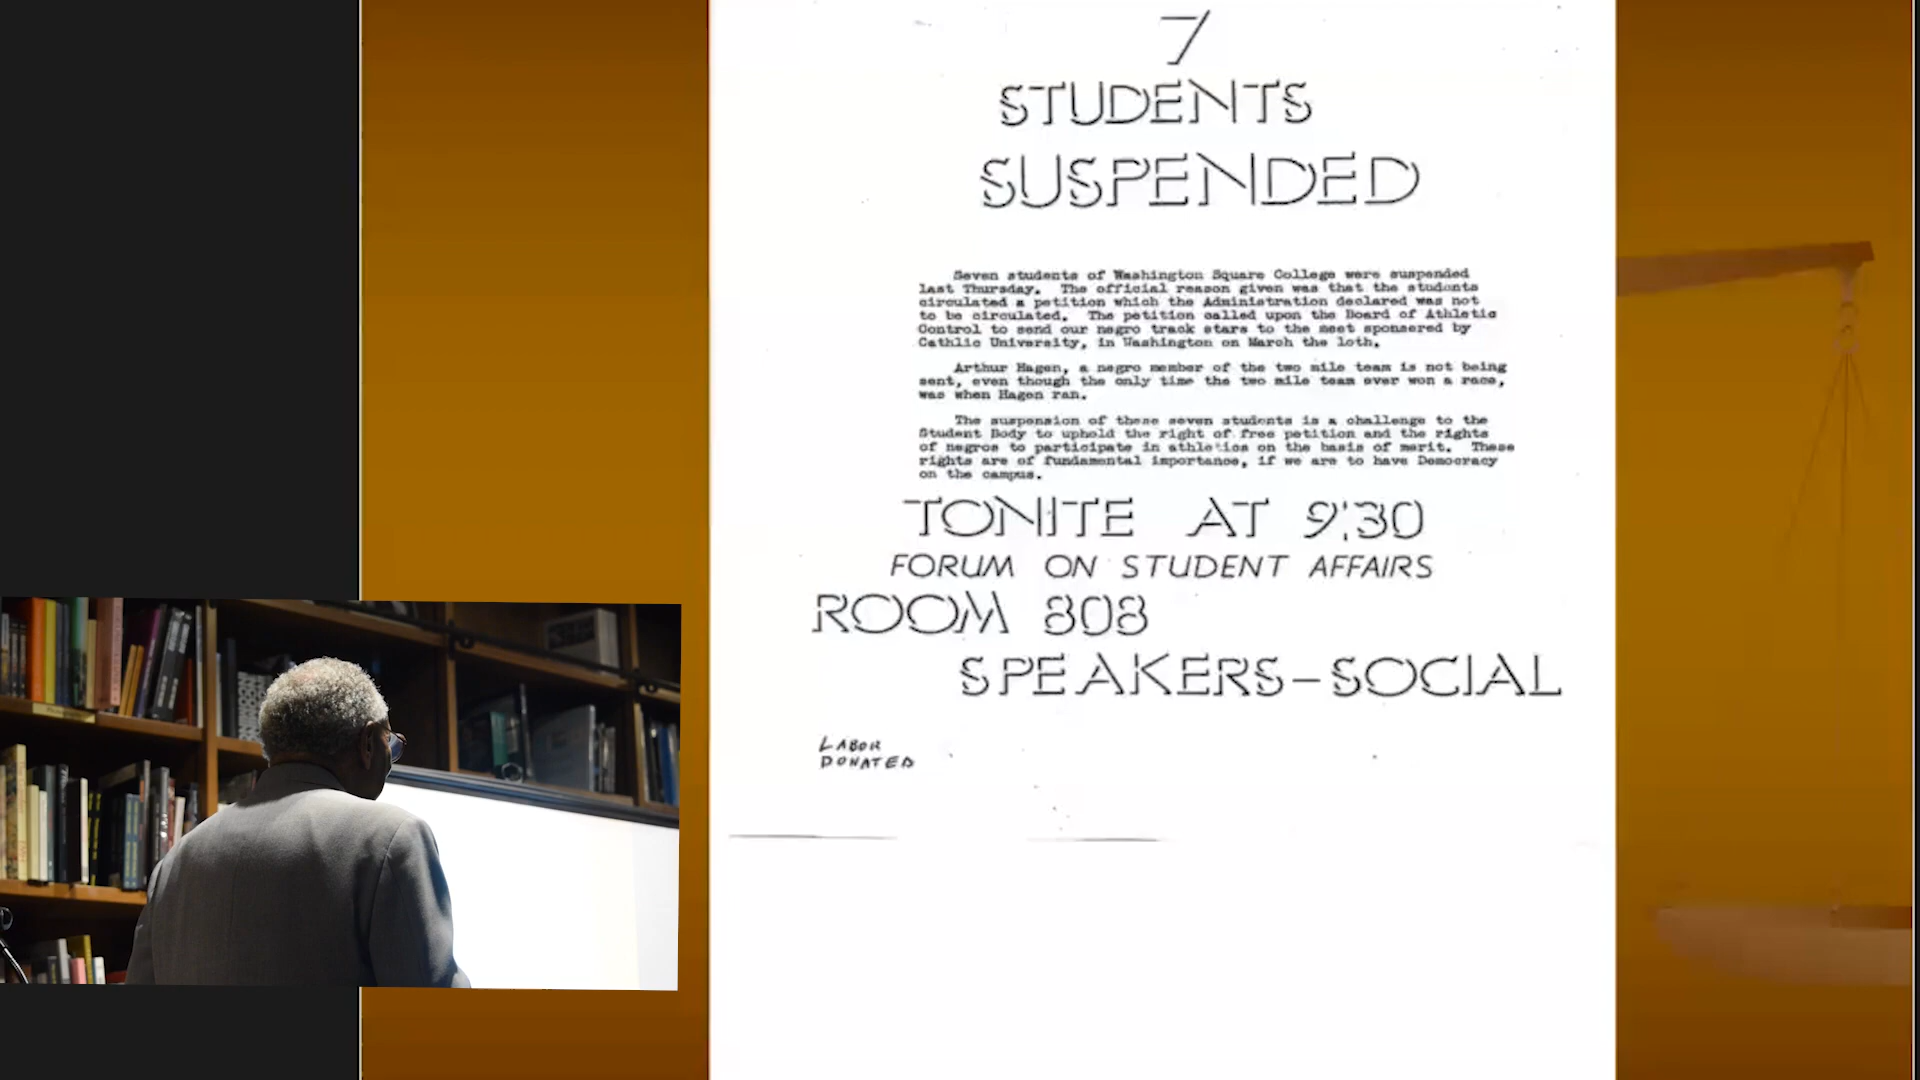 7
STUDENTS
SUSPENDED
Seven students of Washington Square College were suspended
last Thursday. The official reason given was that the students
circulated a petition which the Administration declared was not
to be circulated. The petition called upon the Board of Athletic
Control to send our negro track stars to the meet sponsered by
Cathlic University, in Washington on March the loth.
Arthur Hagen, a negro member of the two mile team is not being
sent, even though the only time the two mile team ever won a race,
was when Hagen ran.
The suspension of these seven students is a challenge to the
Student Body to uphold the right of free petition and the rights
of negros to participate in athletics on the basis of merit. These
rights are of fundamental importance, if we are to have Democracy
on the campus.
TONITE AT 9:30
FORUM ON STUDENT AFFAIRS
ROOM 808
SPEAKERS–SOCIAL
LABOR
DONATED